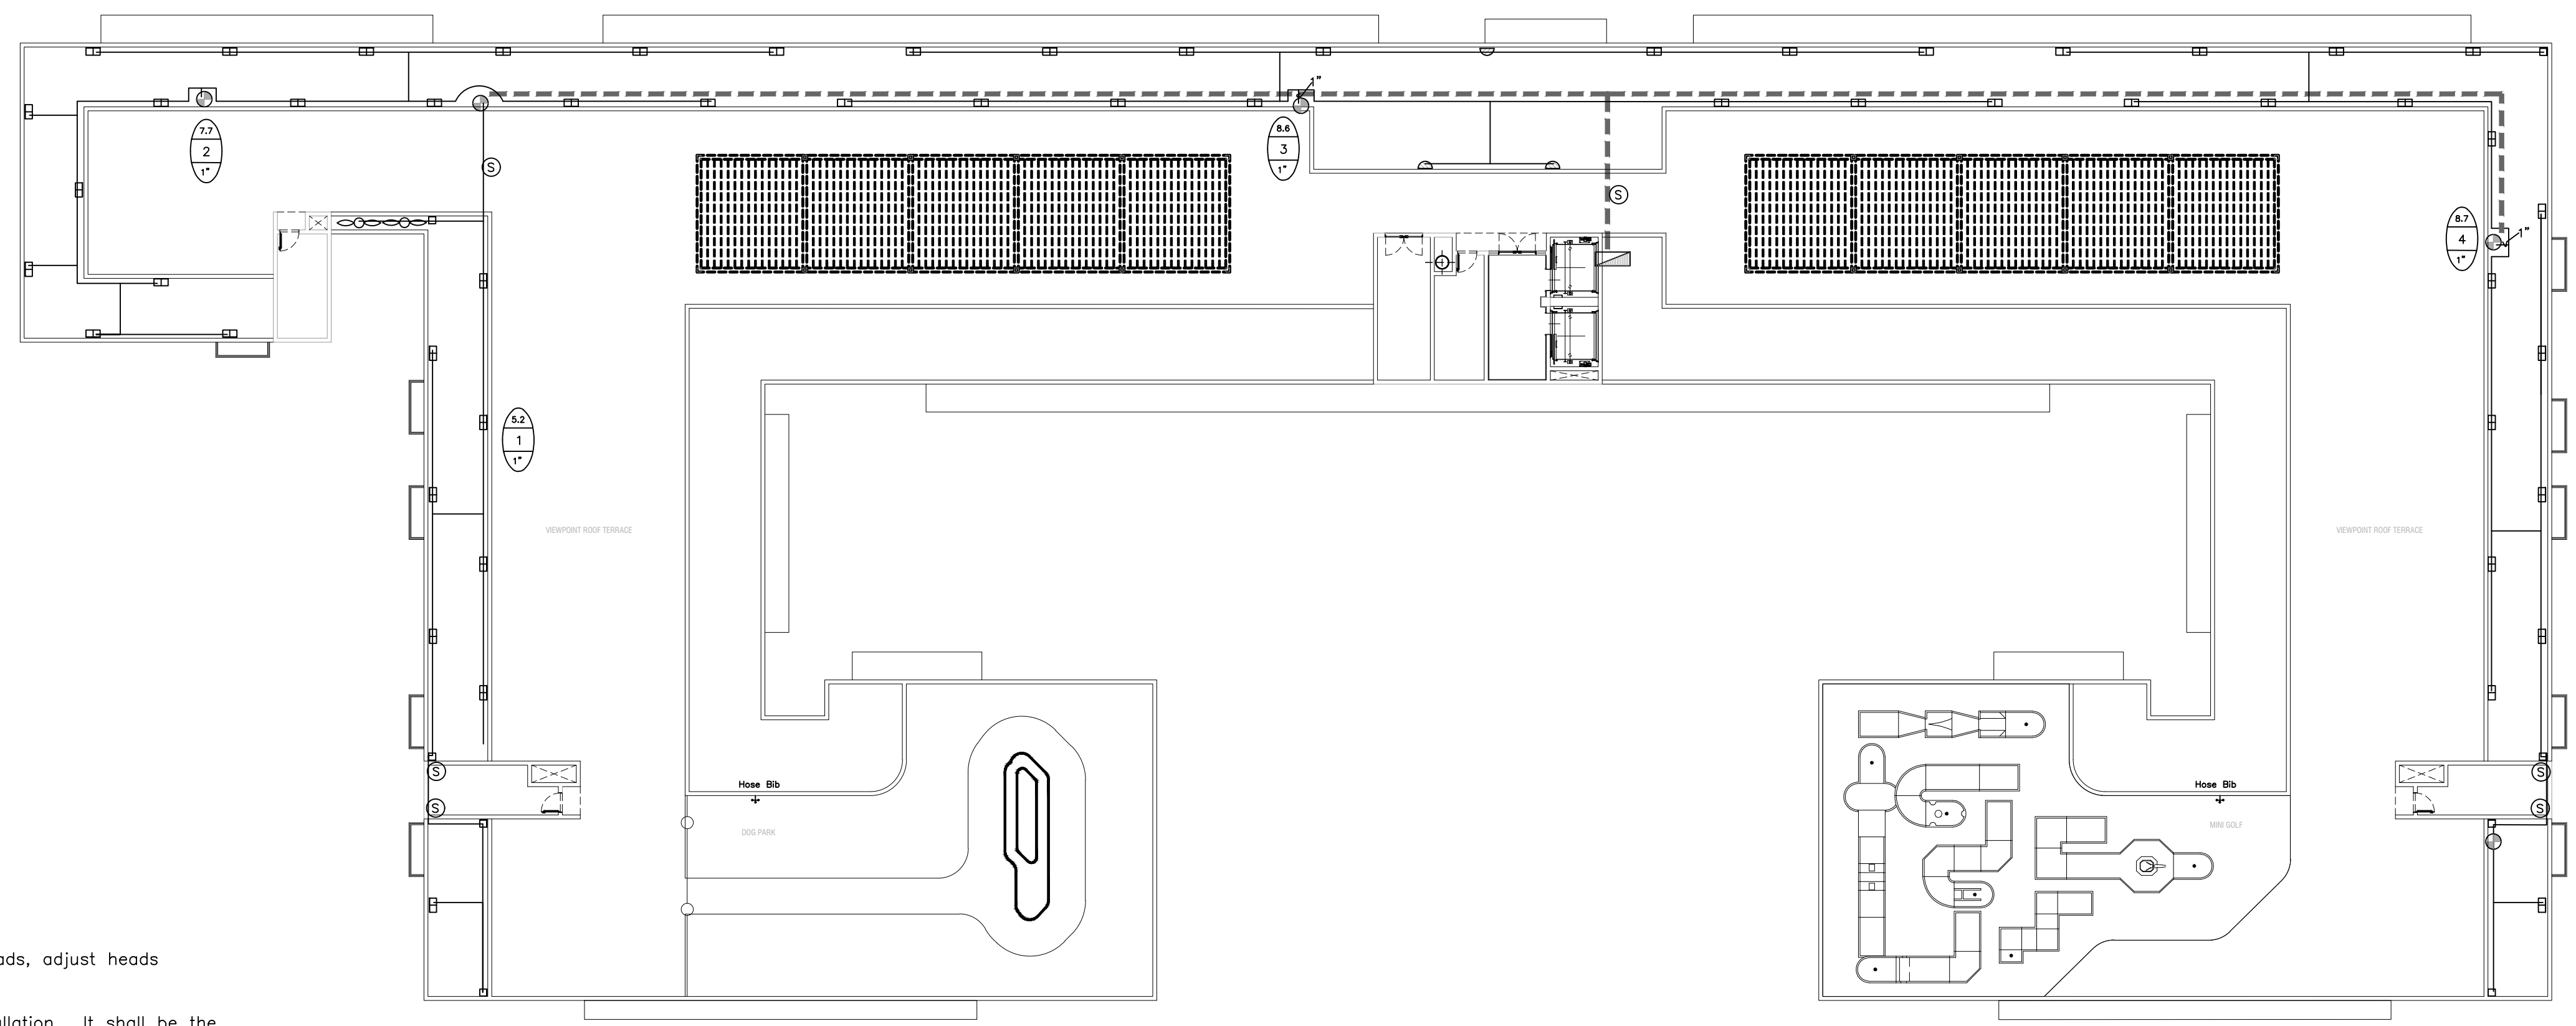 1"
7.7
2
1"
8.6
3
1"
S
S
8.7
4
1"
1"
5.2
1
1"
VIEWPOINT ROOF TERRACE
VIEWPOINT ROOF TERRACE
S
S
Hose Bib
DOG PARK
Hose Bib
MINI GOLF
S
S
ads, adjust heads
llation. It shall be the